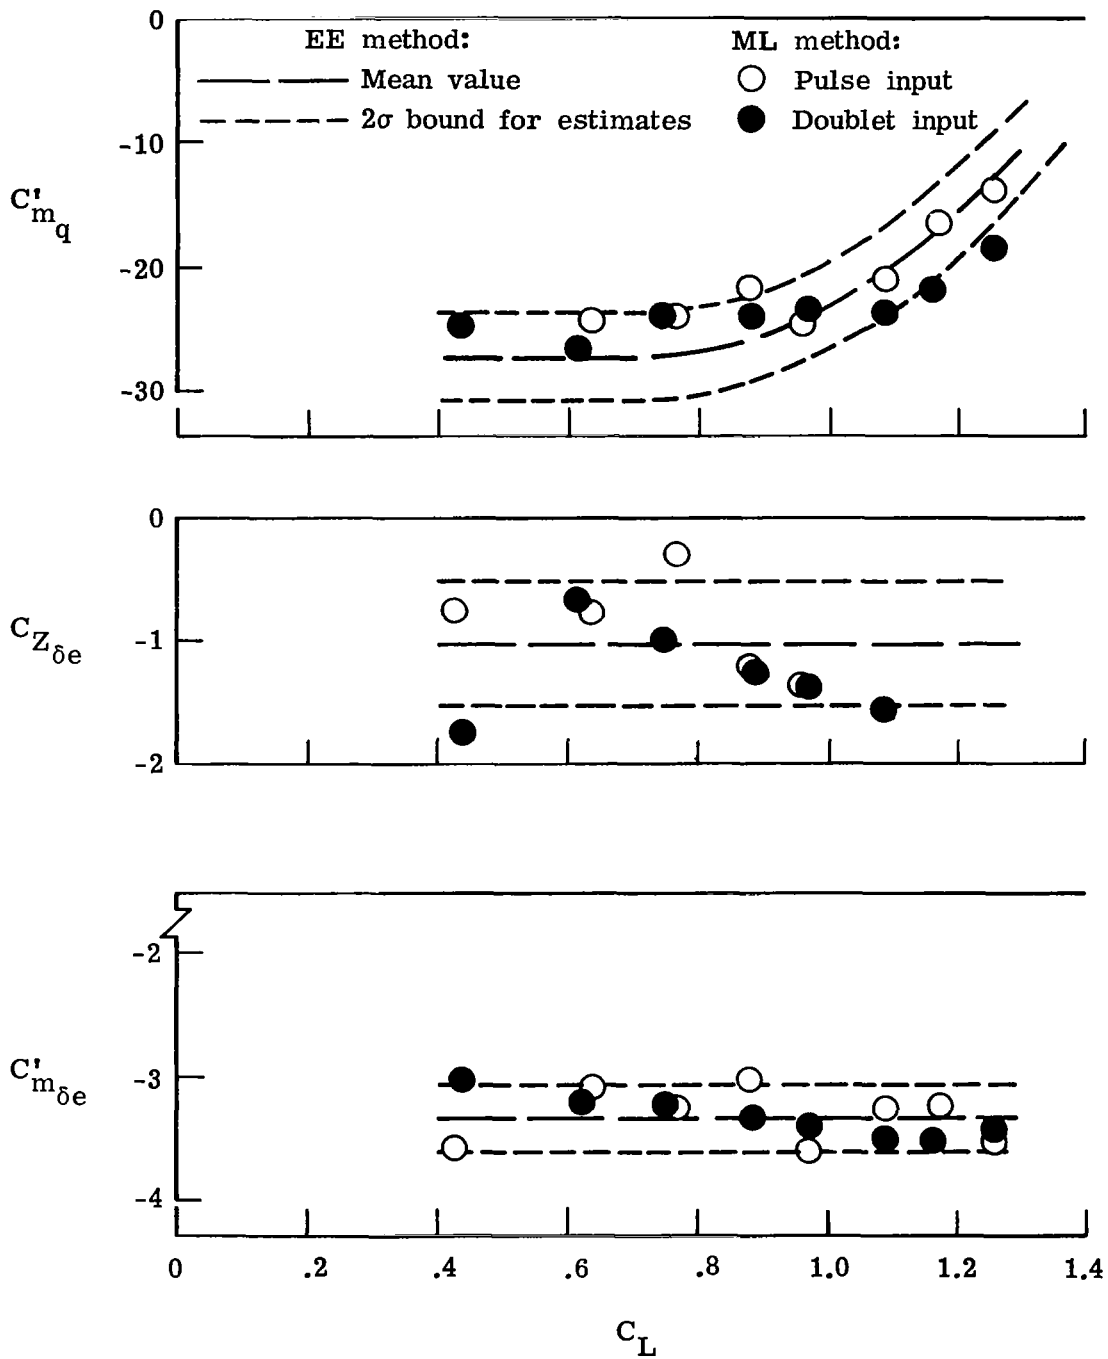 0
EE method:
ML method:
Mean value
Pulse input
2σ bound for estimates
Doublet input
-10
C'mq
-20
-30
0
CZδe
-1
-2
-2
C'mδe
-3
-4
0 .2 .4 .6 .8 1.0 1.2 1.4
CL